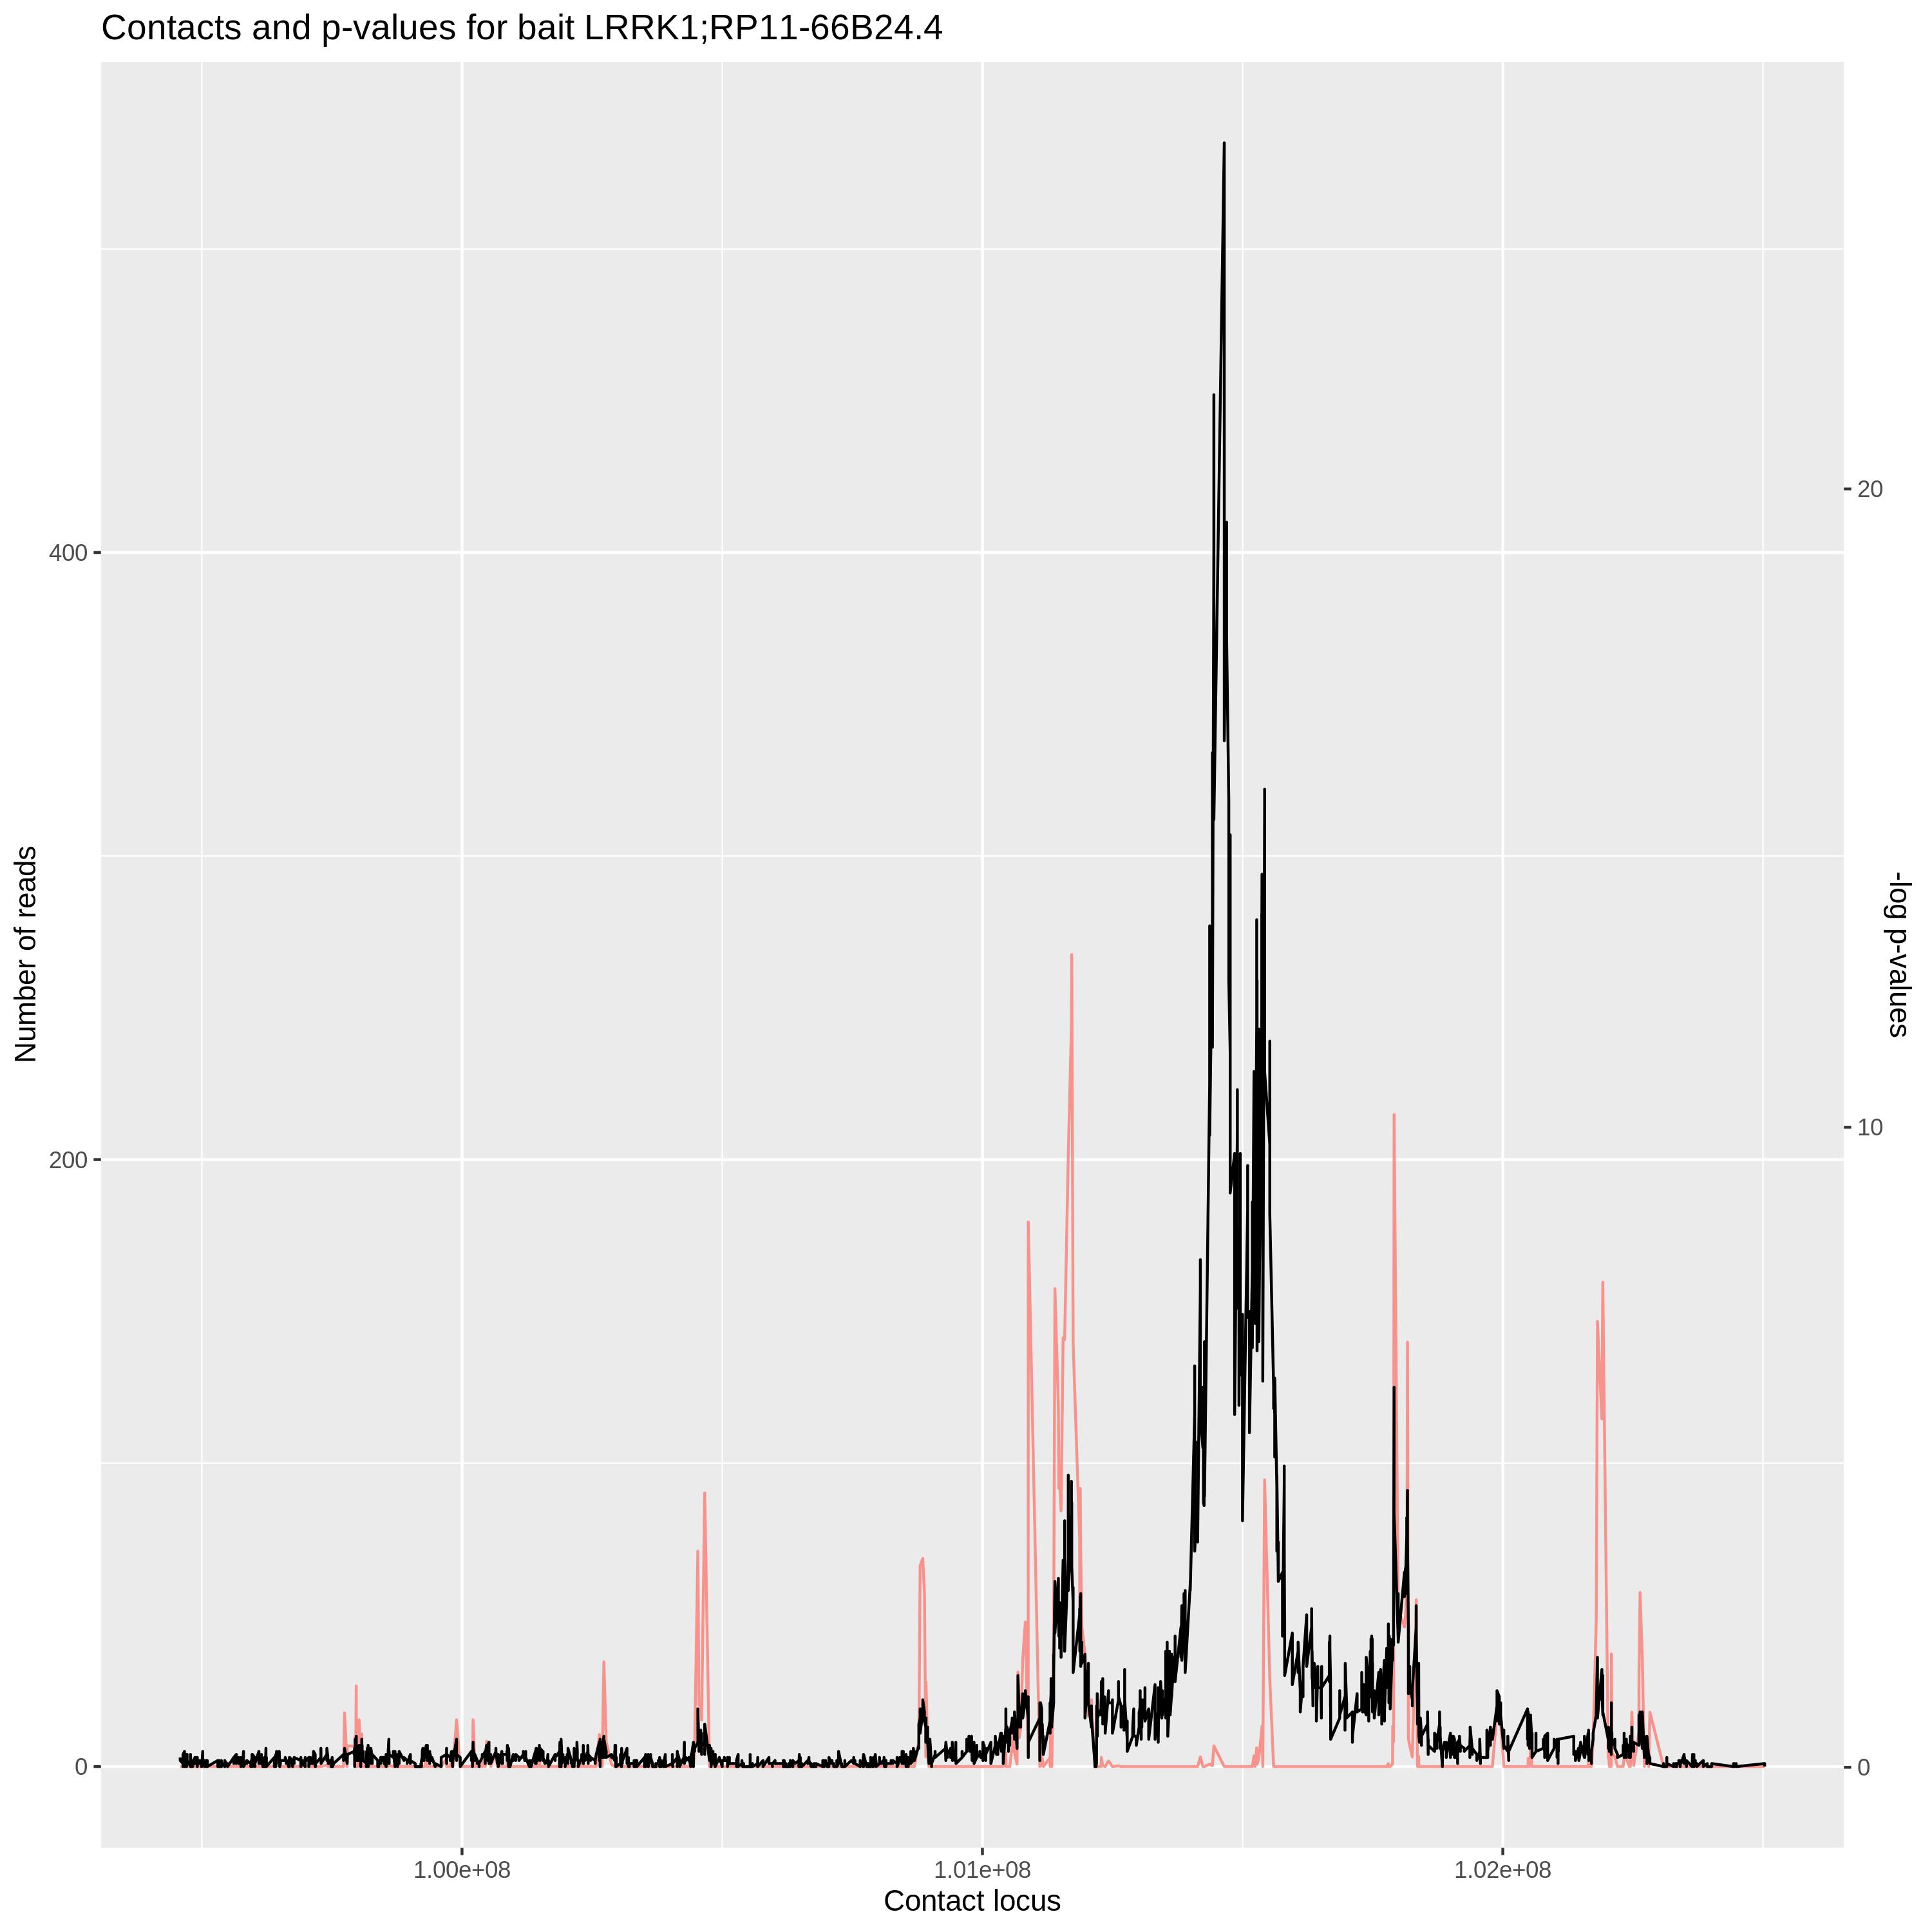 Contacts and p-values for bait LRRK1;RP11-66B24.4
Number of reads
400
200
0
20
10
0
-log p-values
1.00e+08
1.01e+08
1.02e+08
Contact locus